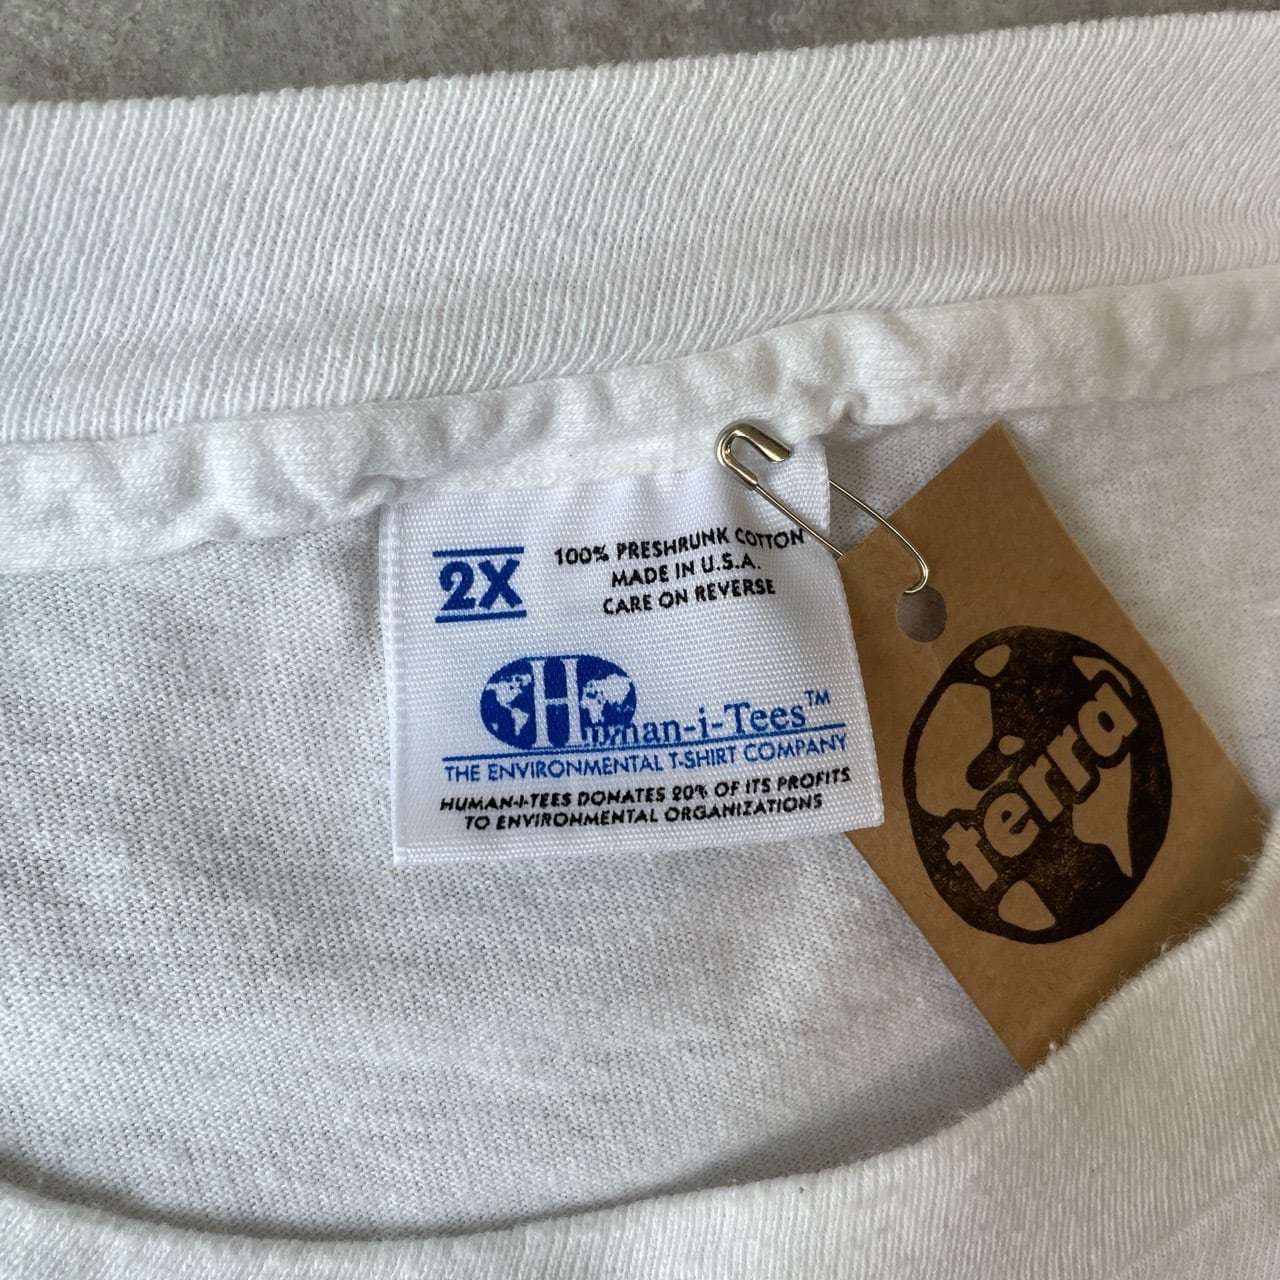 2X
100% PRESHRUNK COTTON
MADE IN U.S.A.
CARE ON REVERSE
Human-i-Tees™
THE ENVIRONMENTAL T-SHIRT COMPANY
HUMAN-I-TEES DONATES 20% OF ITS PROFITS
TO ENVIRONMENTAL ORGANIZATIONS
terra